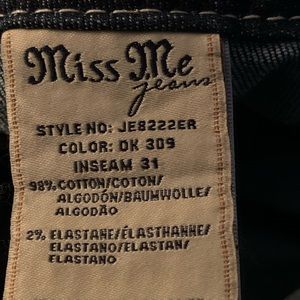 Miss Me
jeans
STYLE NO: JE8222ER
COLOR: DK 309
INSEAM 31
98% COTTON/COTON/
ALGODÓN/BAUMWOLLE/
ALGODÃO
2% ELASTANE/ÉLASTHANNE/
ELASTANO/ELASTAN/
ELASTANO